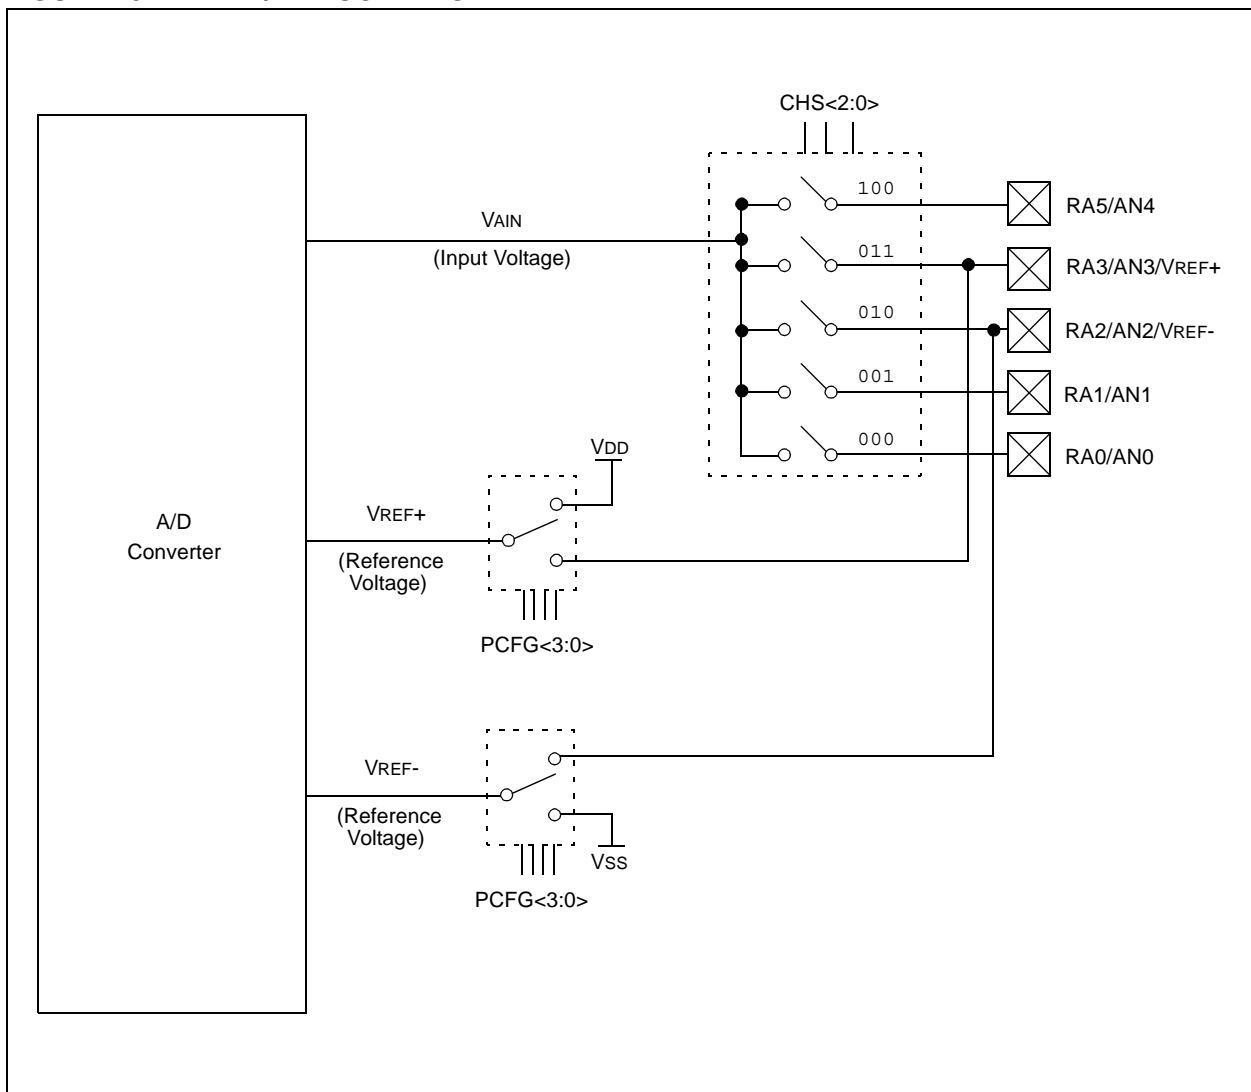 CHS<2:0>
100
RA5/AN4
VAIN
(Input Voltage)
011
RA3/AN3/VREF+
010
RA2/AN2/VREF-
001
RA1/AN1
000
RA0/AN0
VDD
A/D
Converter
VREF+
(Reference
Voltage)
PCFG<3:0>
VREF-
(Reference
Voltage)
VSS
PCFG<3:0>